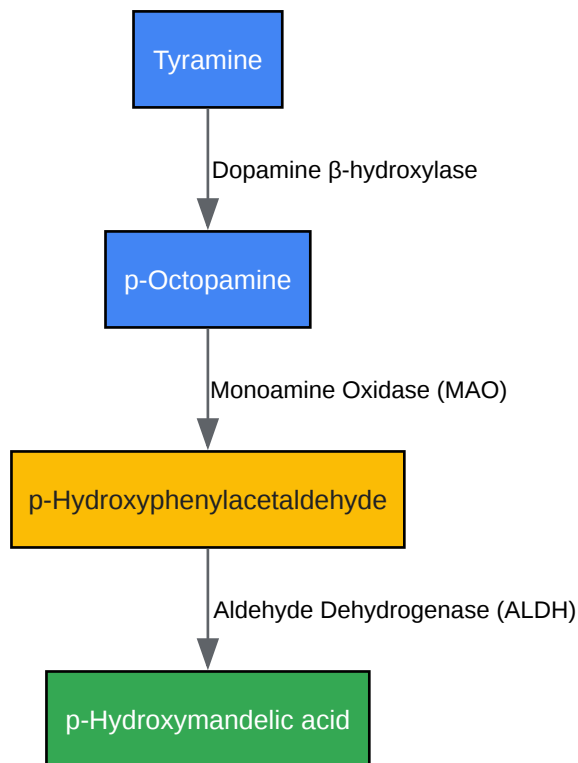 Tyramine
Dopamine β-hydroxylase
p-Octopamine
Monoamine Oxidase (MAO)
p-Hydroxyphenylacetaldehyde
Aldehyde Dehydrogenase (ALDH)
p-Hydroxymandelic acid